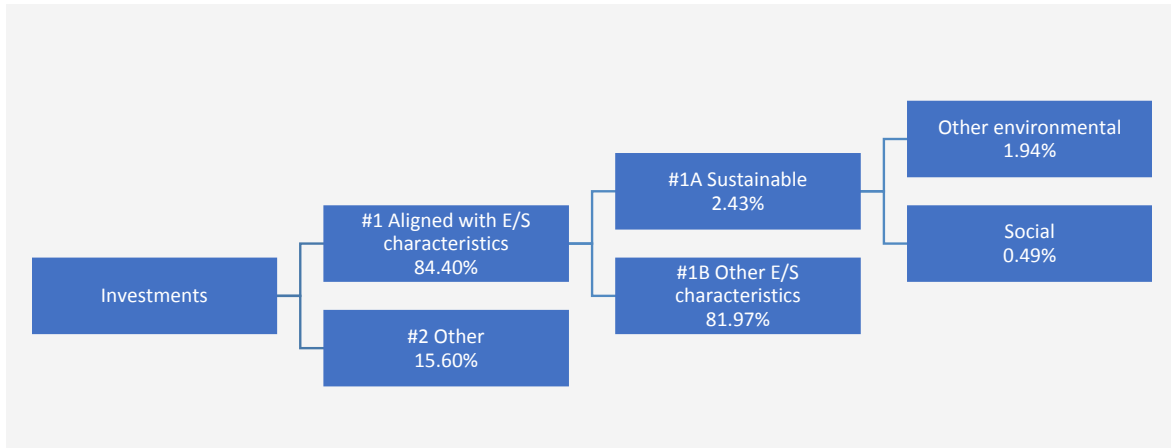 Investments
#1 Aligned with E/S
characteristics
84.40%
#2 Other
15.60%
#1A Sustainable
2.43%
#1B Other E/S
characteristics
81.97%
Other environmental
1.94%
Social
0.49%